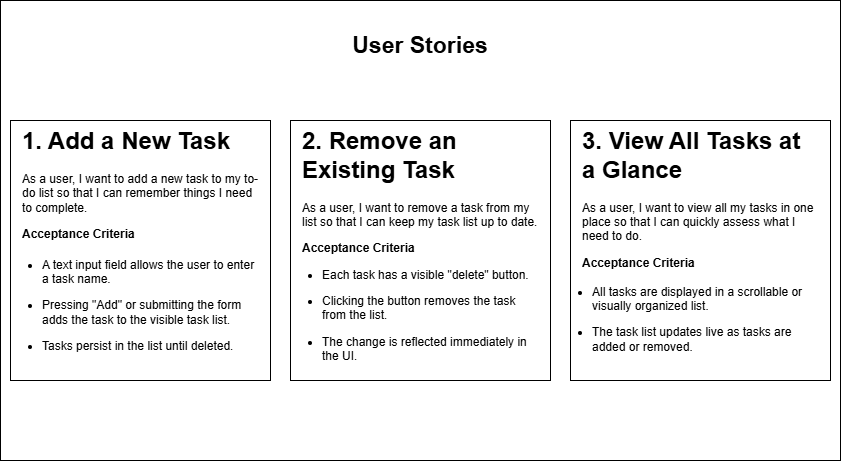 User Stories
1. Add a New Task
As a user, I want to add a new task to my to-
do list so that I can remember things I need
to complete.
Acceptance Criteria
A text input field allows the user to enter
a task name.
Pressing "Add" or submitting the form
adds the task to the visible task list.
Tasks persist in the list until deleted.
2. Remove an
Existing Task
As a user, I want to remove a task from my
list so that I can keep my task list up to date.
Acceptance Criteria
Each task has a visible "delete" button.
Clicking the button removes the task
from the list.
The change is reflected immediately in
the UI.
3. View All Tasks at
a Glance
As a user, I want to view all my tasks in one
place so that I can quickly assess what I
need to do.
Acceptance Criteria
All tasks are displayed in a scrollable or
visually organized list.
The task list updates live as tasks are
added or removed.